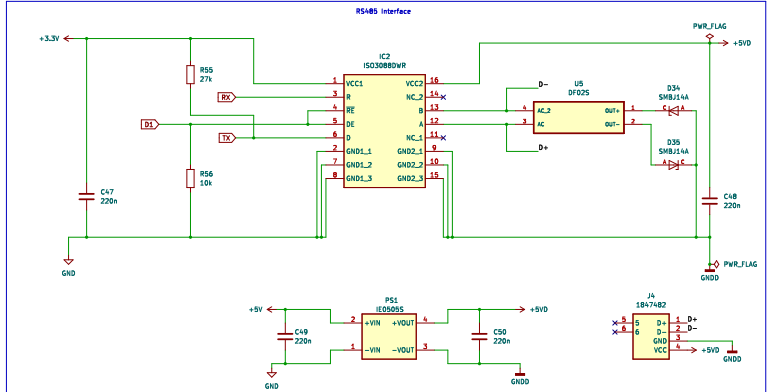 RS485 Interface
PWR_FLAG
+3.3V
+5VD
IC2
ISO3088DWR
R55
27k
U5
DF02S
D34
SMBJ14A
1 VCC1
VCC2 16
D-
RX
3 R
NC_2 14
4 RE
B 13
4 AC_2
OUT+ 1
C A
D1
5 DE
A 12
3 AC
OUT- 2
TX
6 D
NC_1 11
D35
SMBJ14A
2 GND1_1
GND2_1 9
D+
7 GND1_2
GND2_2 10
A C
8 GND1_3
GND2_3 15
R56
10k
C47
220n
C48
220n
GND
PWR_FLAG
GNDD
PS1
IE0505S
J4
1847482
+5V
+5VD
2 +VIN
+VOUT 4
5 5
D+ 1 D+
6 6
D- 2 D-
C49
220n
C50
220n
GND 3
1 -VIN
-VOUT 3
VCC 4
+5VD
GNDD
GND
GNDD